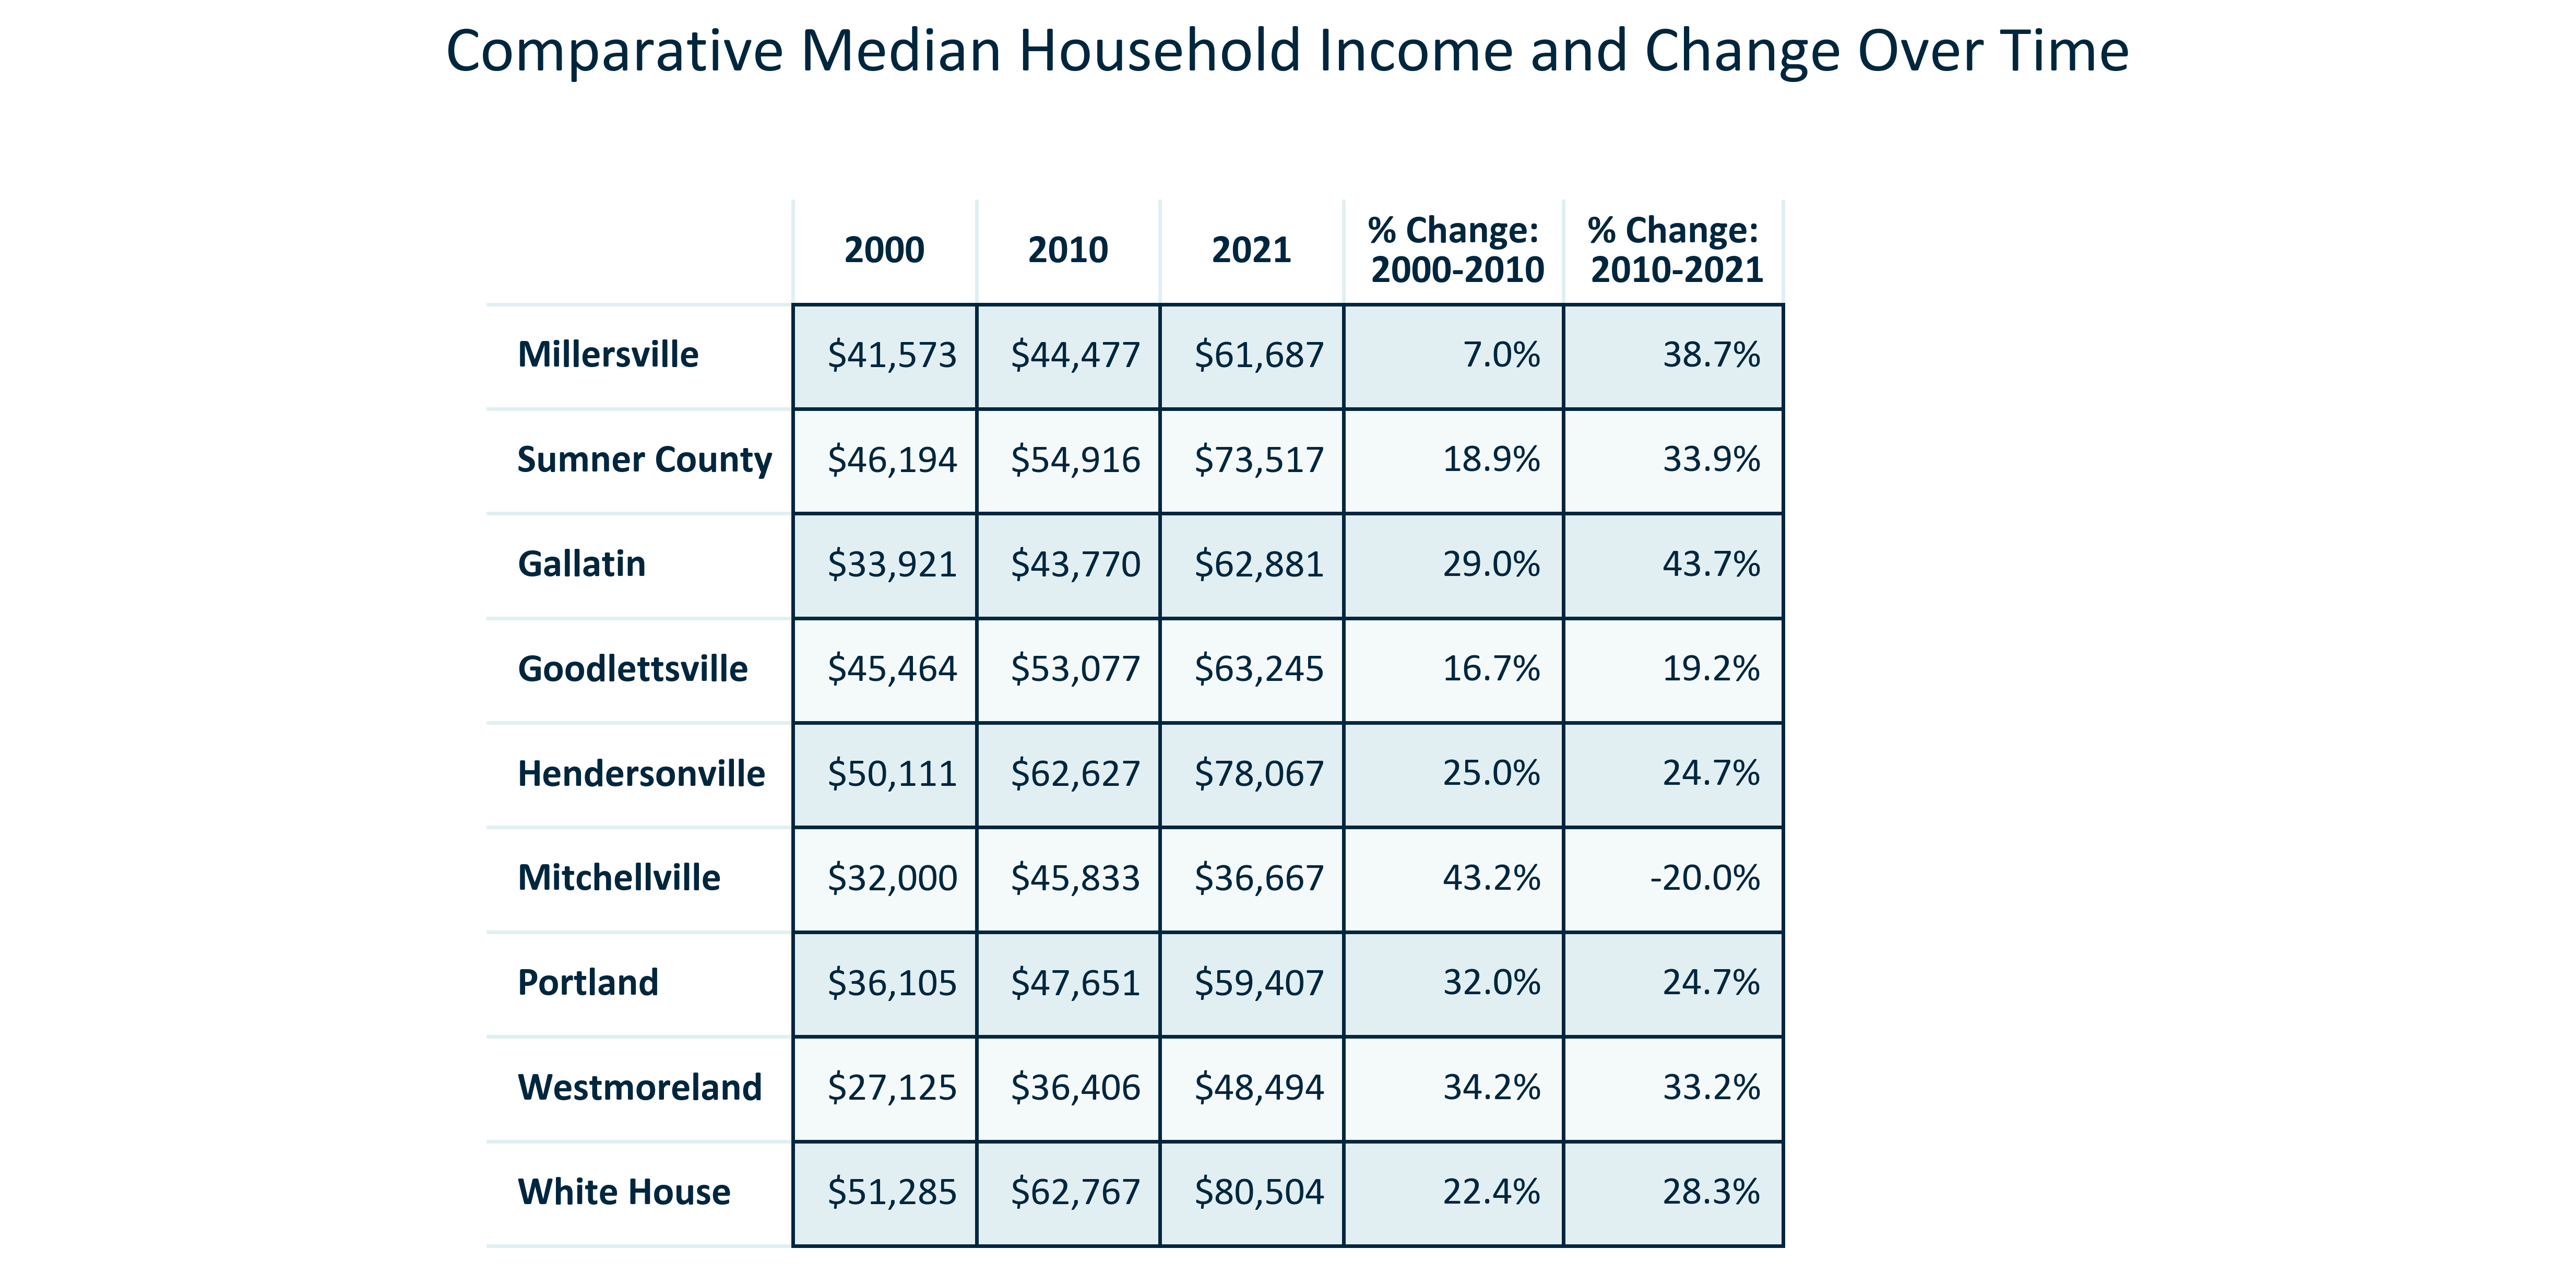 Comparative Median Household Income and Change Over Time
2000 2010 2021 % Change: 2000-2010 % Change: 2010-2021
Millersville $41,573 $44,477 $61,687 7.0% 38.7%
Sumner County $46,194 $54,916 $73,517 18.9% 33.9%
Gallatin $33,921 $43,770 $62,881 29.0% 43.7%
Goodlettsville $45,464 $53,077 $63,245 16.7% 19.2%
Hendersonville $50,111 $62,627 $78,067 25.0% 24.7%
Mitchellville $32,000 $45,833 $36,667 43.2% -20.0%
Portland $36,105 $47,651 $59,407 32.0% 24.7%
Westmoreland $27,125 $36,406 $48,494 34.2% 33.2%
White House $51,285 $62,767 $80,504 22.4% 28.3%